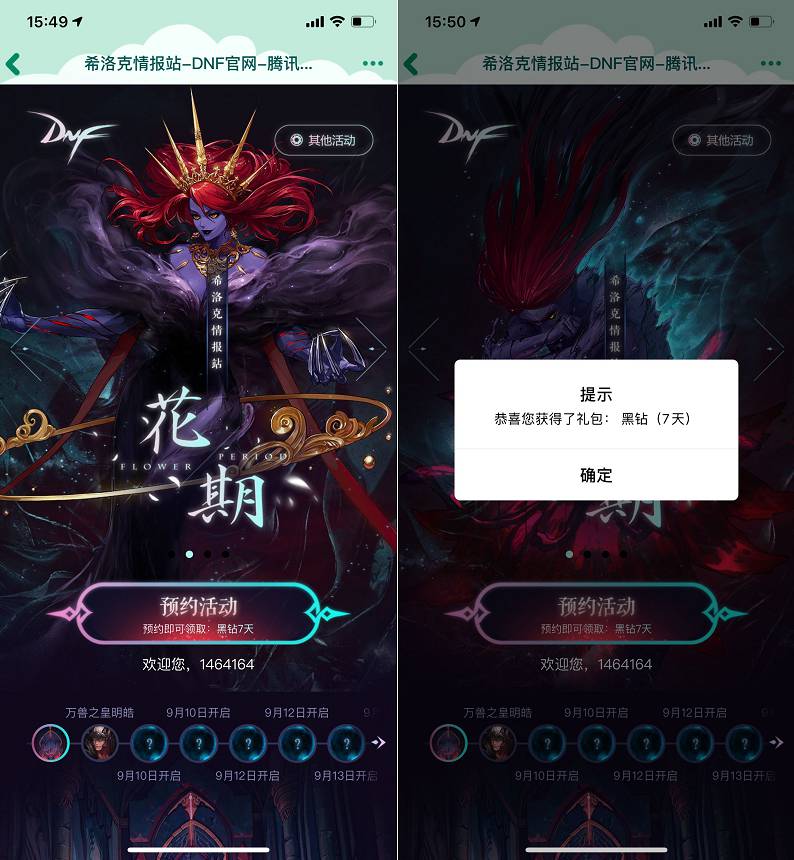 15:49
希洛克情报站-DNF官网-腾讯...
DNF
其他活动
希洛克情报站
花期
FLOWER PERIOD
预约活动
预约即可领取：黑钻7天
欢迎您，1464164
万兽之皇明皓 9月10日开启 9月12日开启
? ? ? ? ?
9月10日开启 9月12日开启 9月13日开启
15:50
希洛克情报站-DNF官网-腾讯...
DNF
其他活动
希洛克情报站
提示
恭喜您获得了礼包： 黑钻（7天）
确定
期
预约活动
预约即可领取：黑钻7天
欢迎您，1464164
万兽之皇明皓 9月10日开启 9月12日开启
? ? ? ? ?
9月10日开启 9月12日开启 9月13日开启